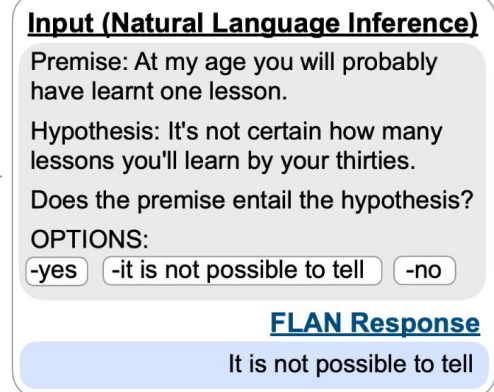 Input (Natural Language Inference)
Premise: At my age you will probably
have learnt one lesson.
Hypothesis: It's not certain how many
lessons you'll learn by your thirties.
Does the premise entail the hypothesis?
OPTIONS:
-yes -it is not possible to tell -no
FLAN Response
It is not possible to tell